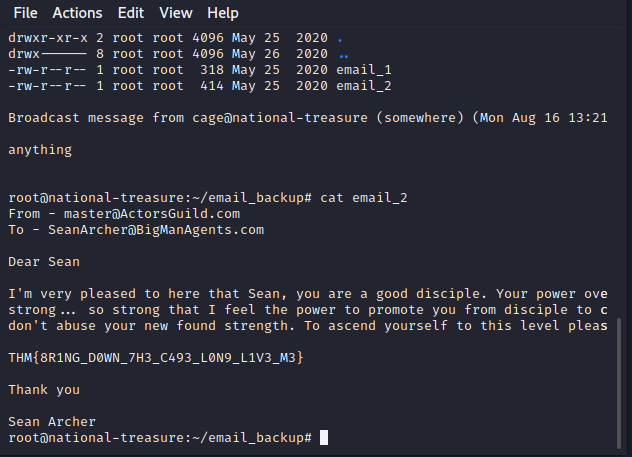 File Actions Edit View Help
drwxr-xr-x 2 root root 4096 May 25  2020 .
drwx------ 8 root root 4096 May 26  2020 ..
-rw-r--r-- 1 root root  318 May 25  2020 email_1
-rw-r--r-- 1 root root  414 May 25  2020 email_2
Broadcast message from cage@national-treasure (somewhere) (Mon Aug 16 13:21
anything
root@national-treasure:~/email_backup# cat email_2
From - master@ActorsGuild.com
To - SeanArcher@BigManAgents.com
Dear Sean
I'm very pleased to here that Sean, you are a good disciple. Your power ove
strong... so strong that I feel the power to promote you from disciple to c
don't abuse your new found strength. To ascend yourself to this level pleas
THM{8R1NG_D0WN_7H3_C493_L0N9_L1V3_M3}
Thank you
Sean Archer
root@national-treasure:~/email_backup#